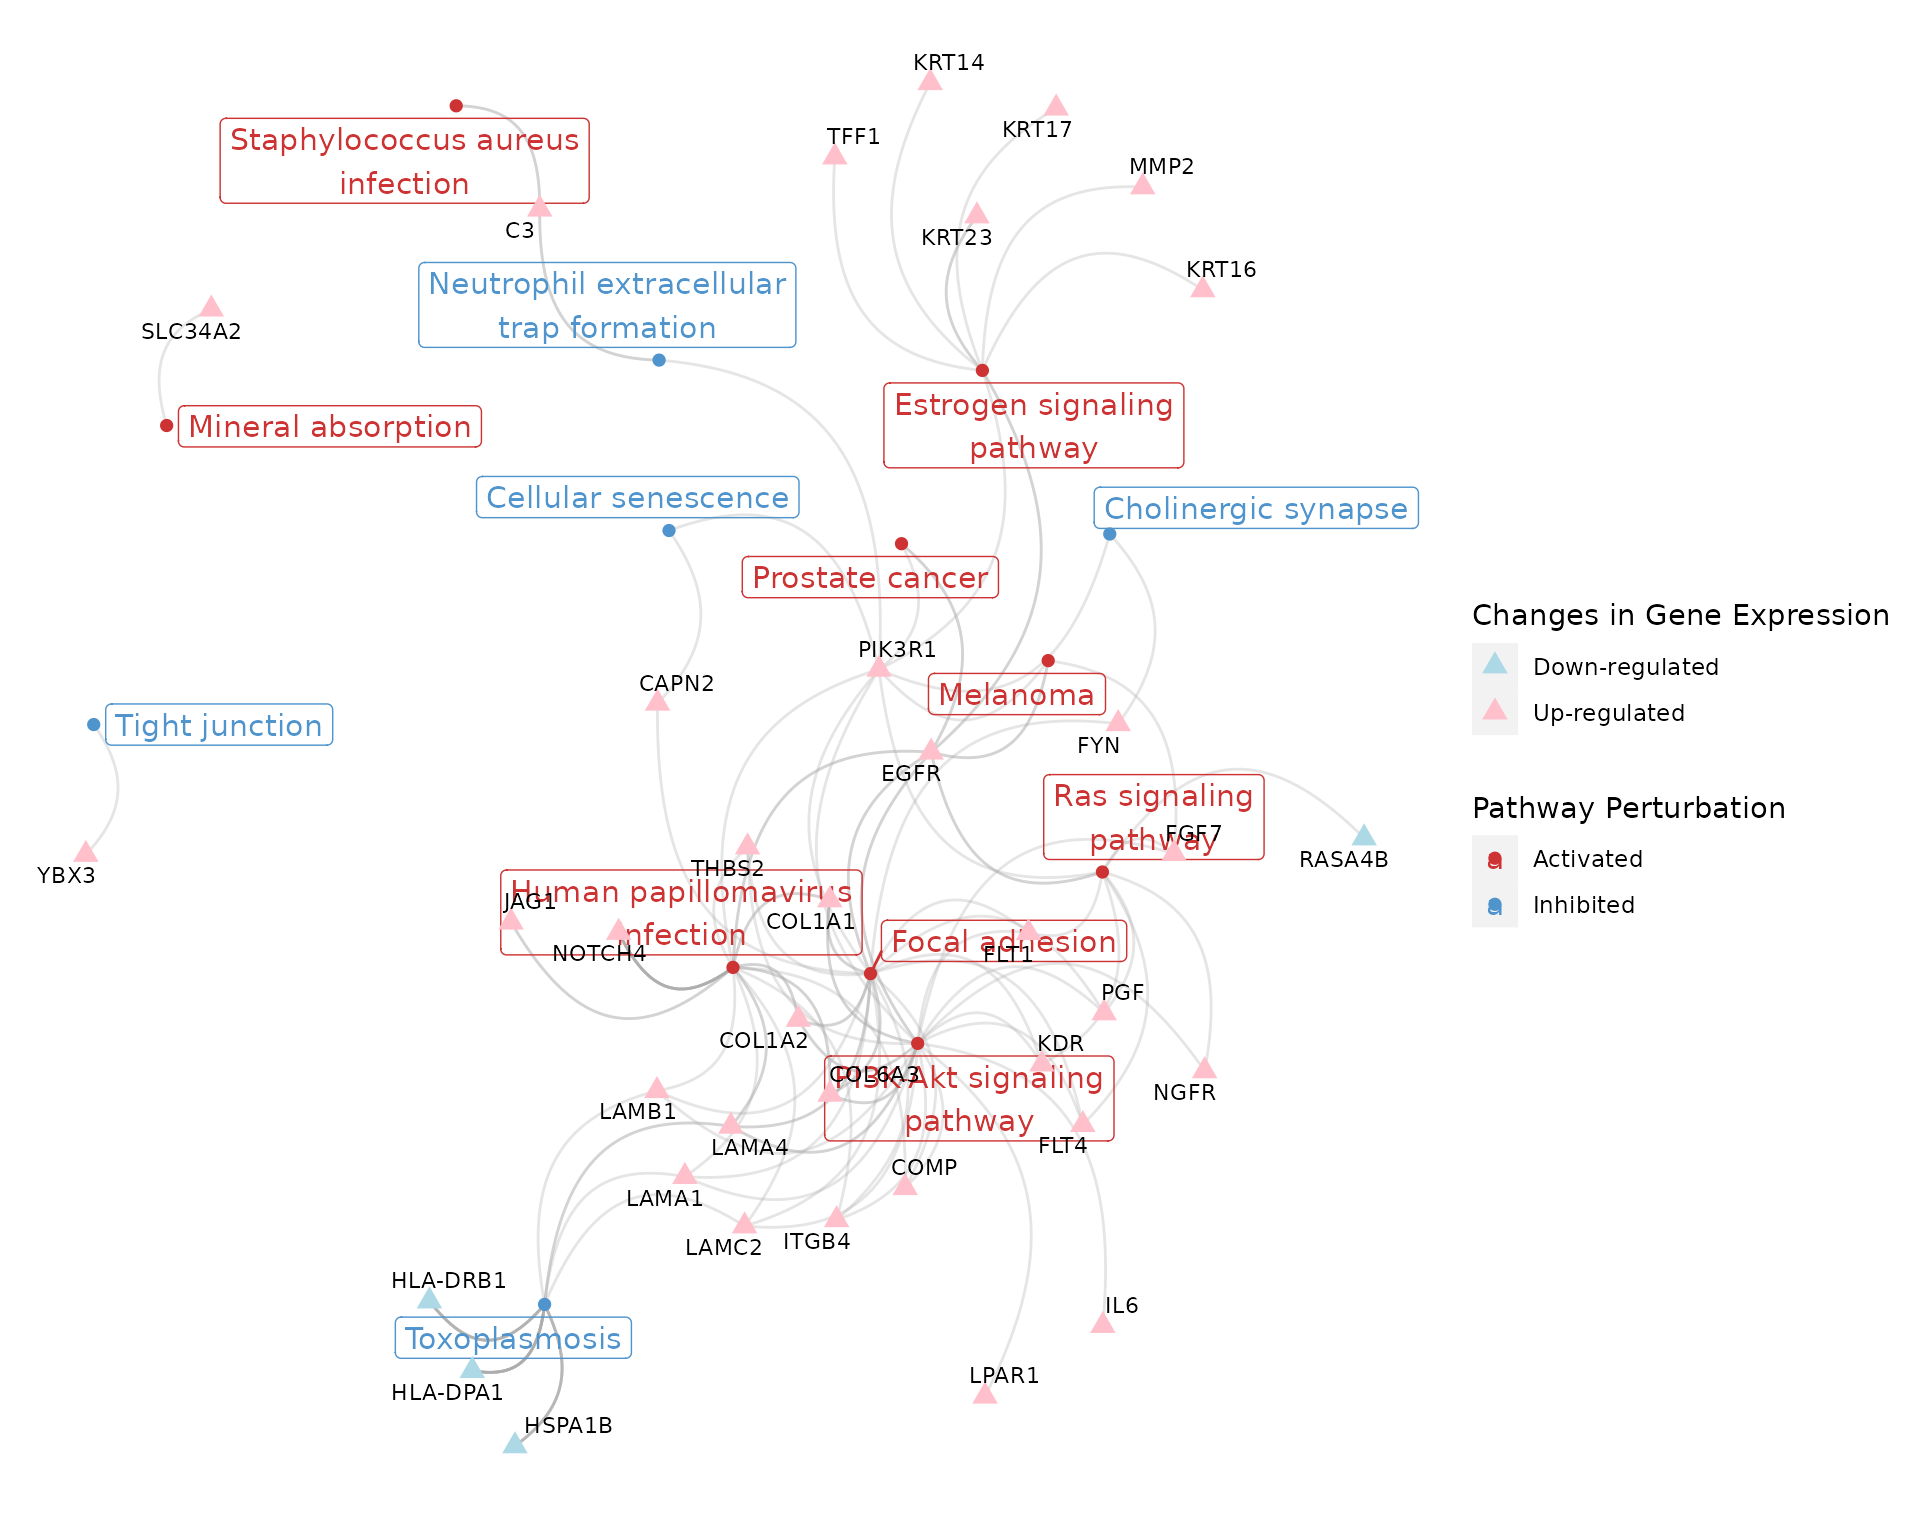 KRT14
KRT17
TFF1
Staphylococcus aureus
infection
MMP2
C3
KRT23
KRT16
Neutrophil extracellular
trap formation
SLC34A2
Estrogen signaling
pathway
Mineral absorption
Cellular senescence
Cholinergic synapse
Prostate cancer
Changes in Gene Expression
Down-regulated
Up-regulated
PIK3R1
CAPN2
Melanoma
Tight junction
FYN
EGFR
Ras signaling
pathway
FGF7
RASA4B
Pathway Perturbation
a Activated
a Inhibited
YBX3
THBS2
Human papillomavirus
infection
JAG1
COL1A1
NOTCH4
Focal adhesion
FLT1
PGF
COL1A2
KDR
COL6A3
PI3K-Akt signaling
pathway
NGFR
LAMB1
LAMA4
FLT4
COMP
LAMA1
LAMC2
ITGB4
HLA-DRB1
IL6
Toxoplasmosis
LPAR1
HLA-DPA1
HSPA1B